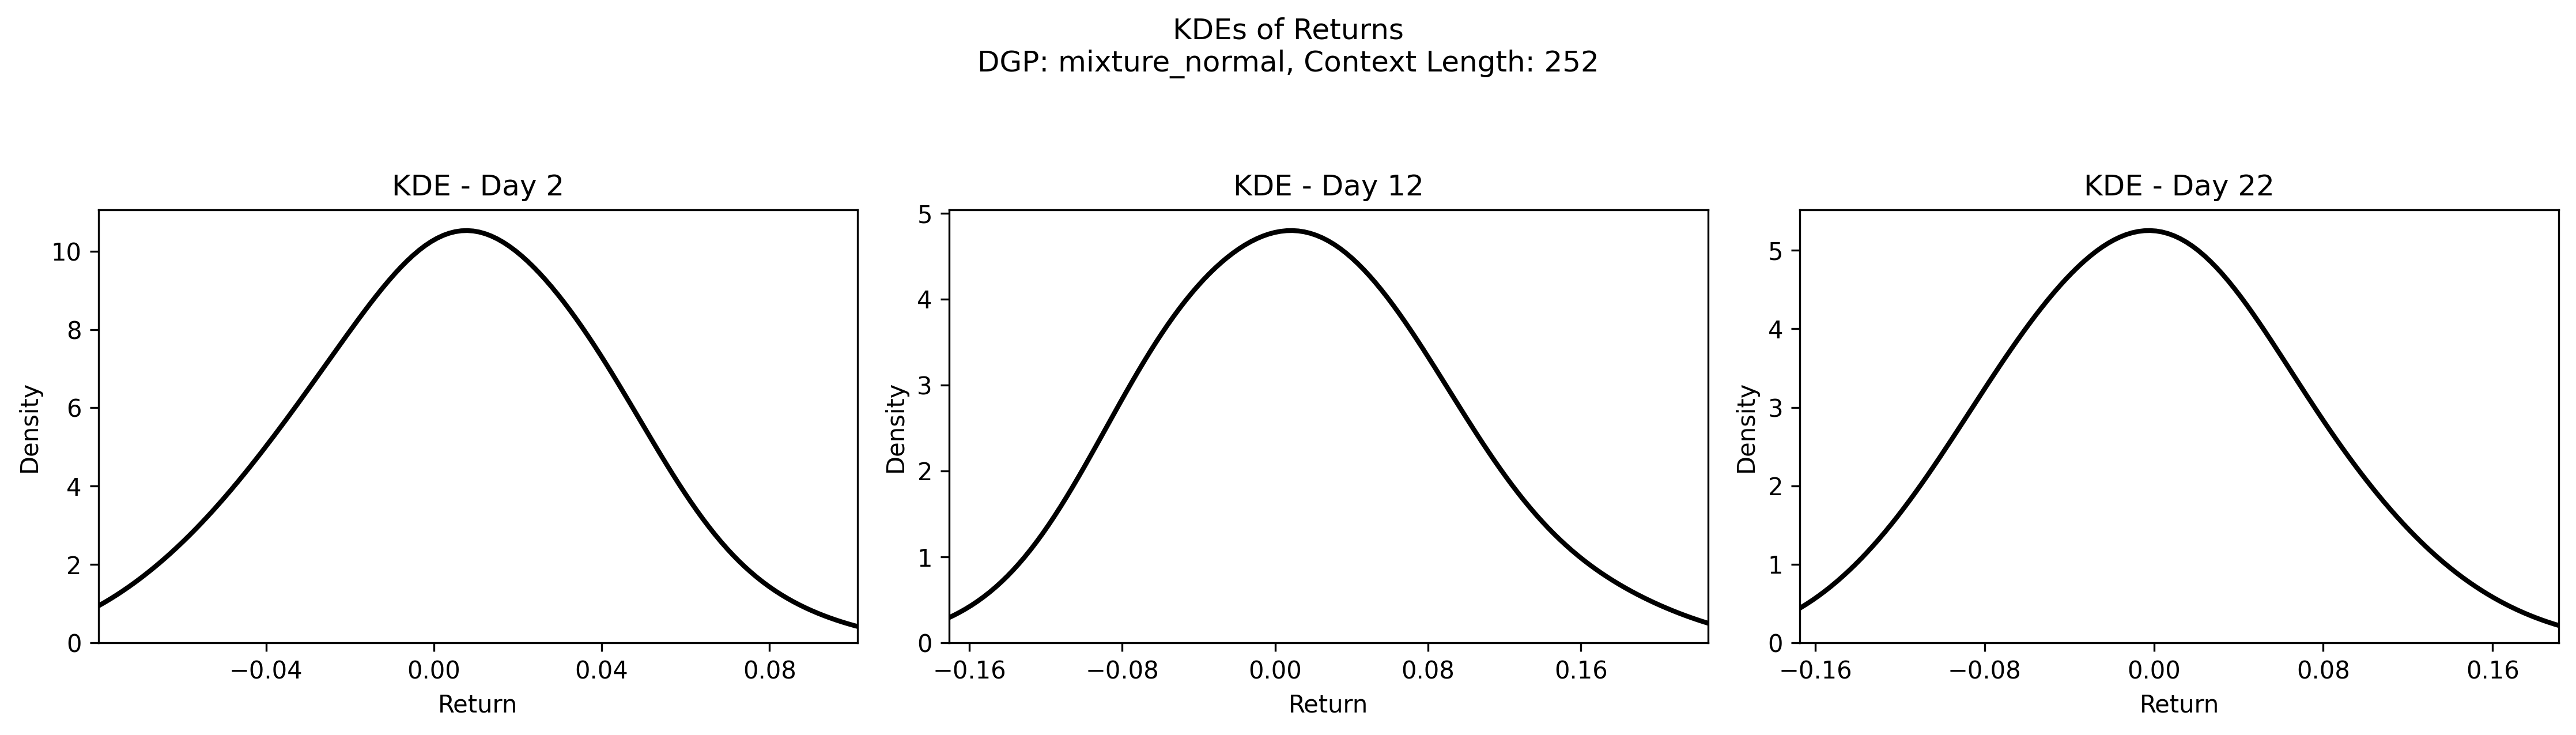 KDEs of Returns
DGP: mixture_normal, Context Length: 252
KDE - Day 2
10
8
6
4
2
0
Density
−0.04 0.00 0.04 0.08
Return
KDE - Day 12
5
4
3
2
1
0
Density
−0.16 −0.08 0.00 0.08 0.16
Return
KDE - Day 22
5
4
3
2
1
0
Density
−0.16 −0.08 0.00 0.08 0.16
Return